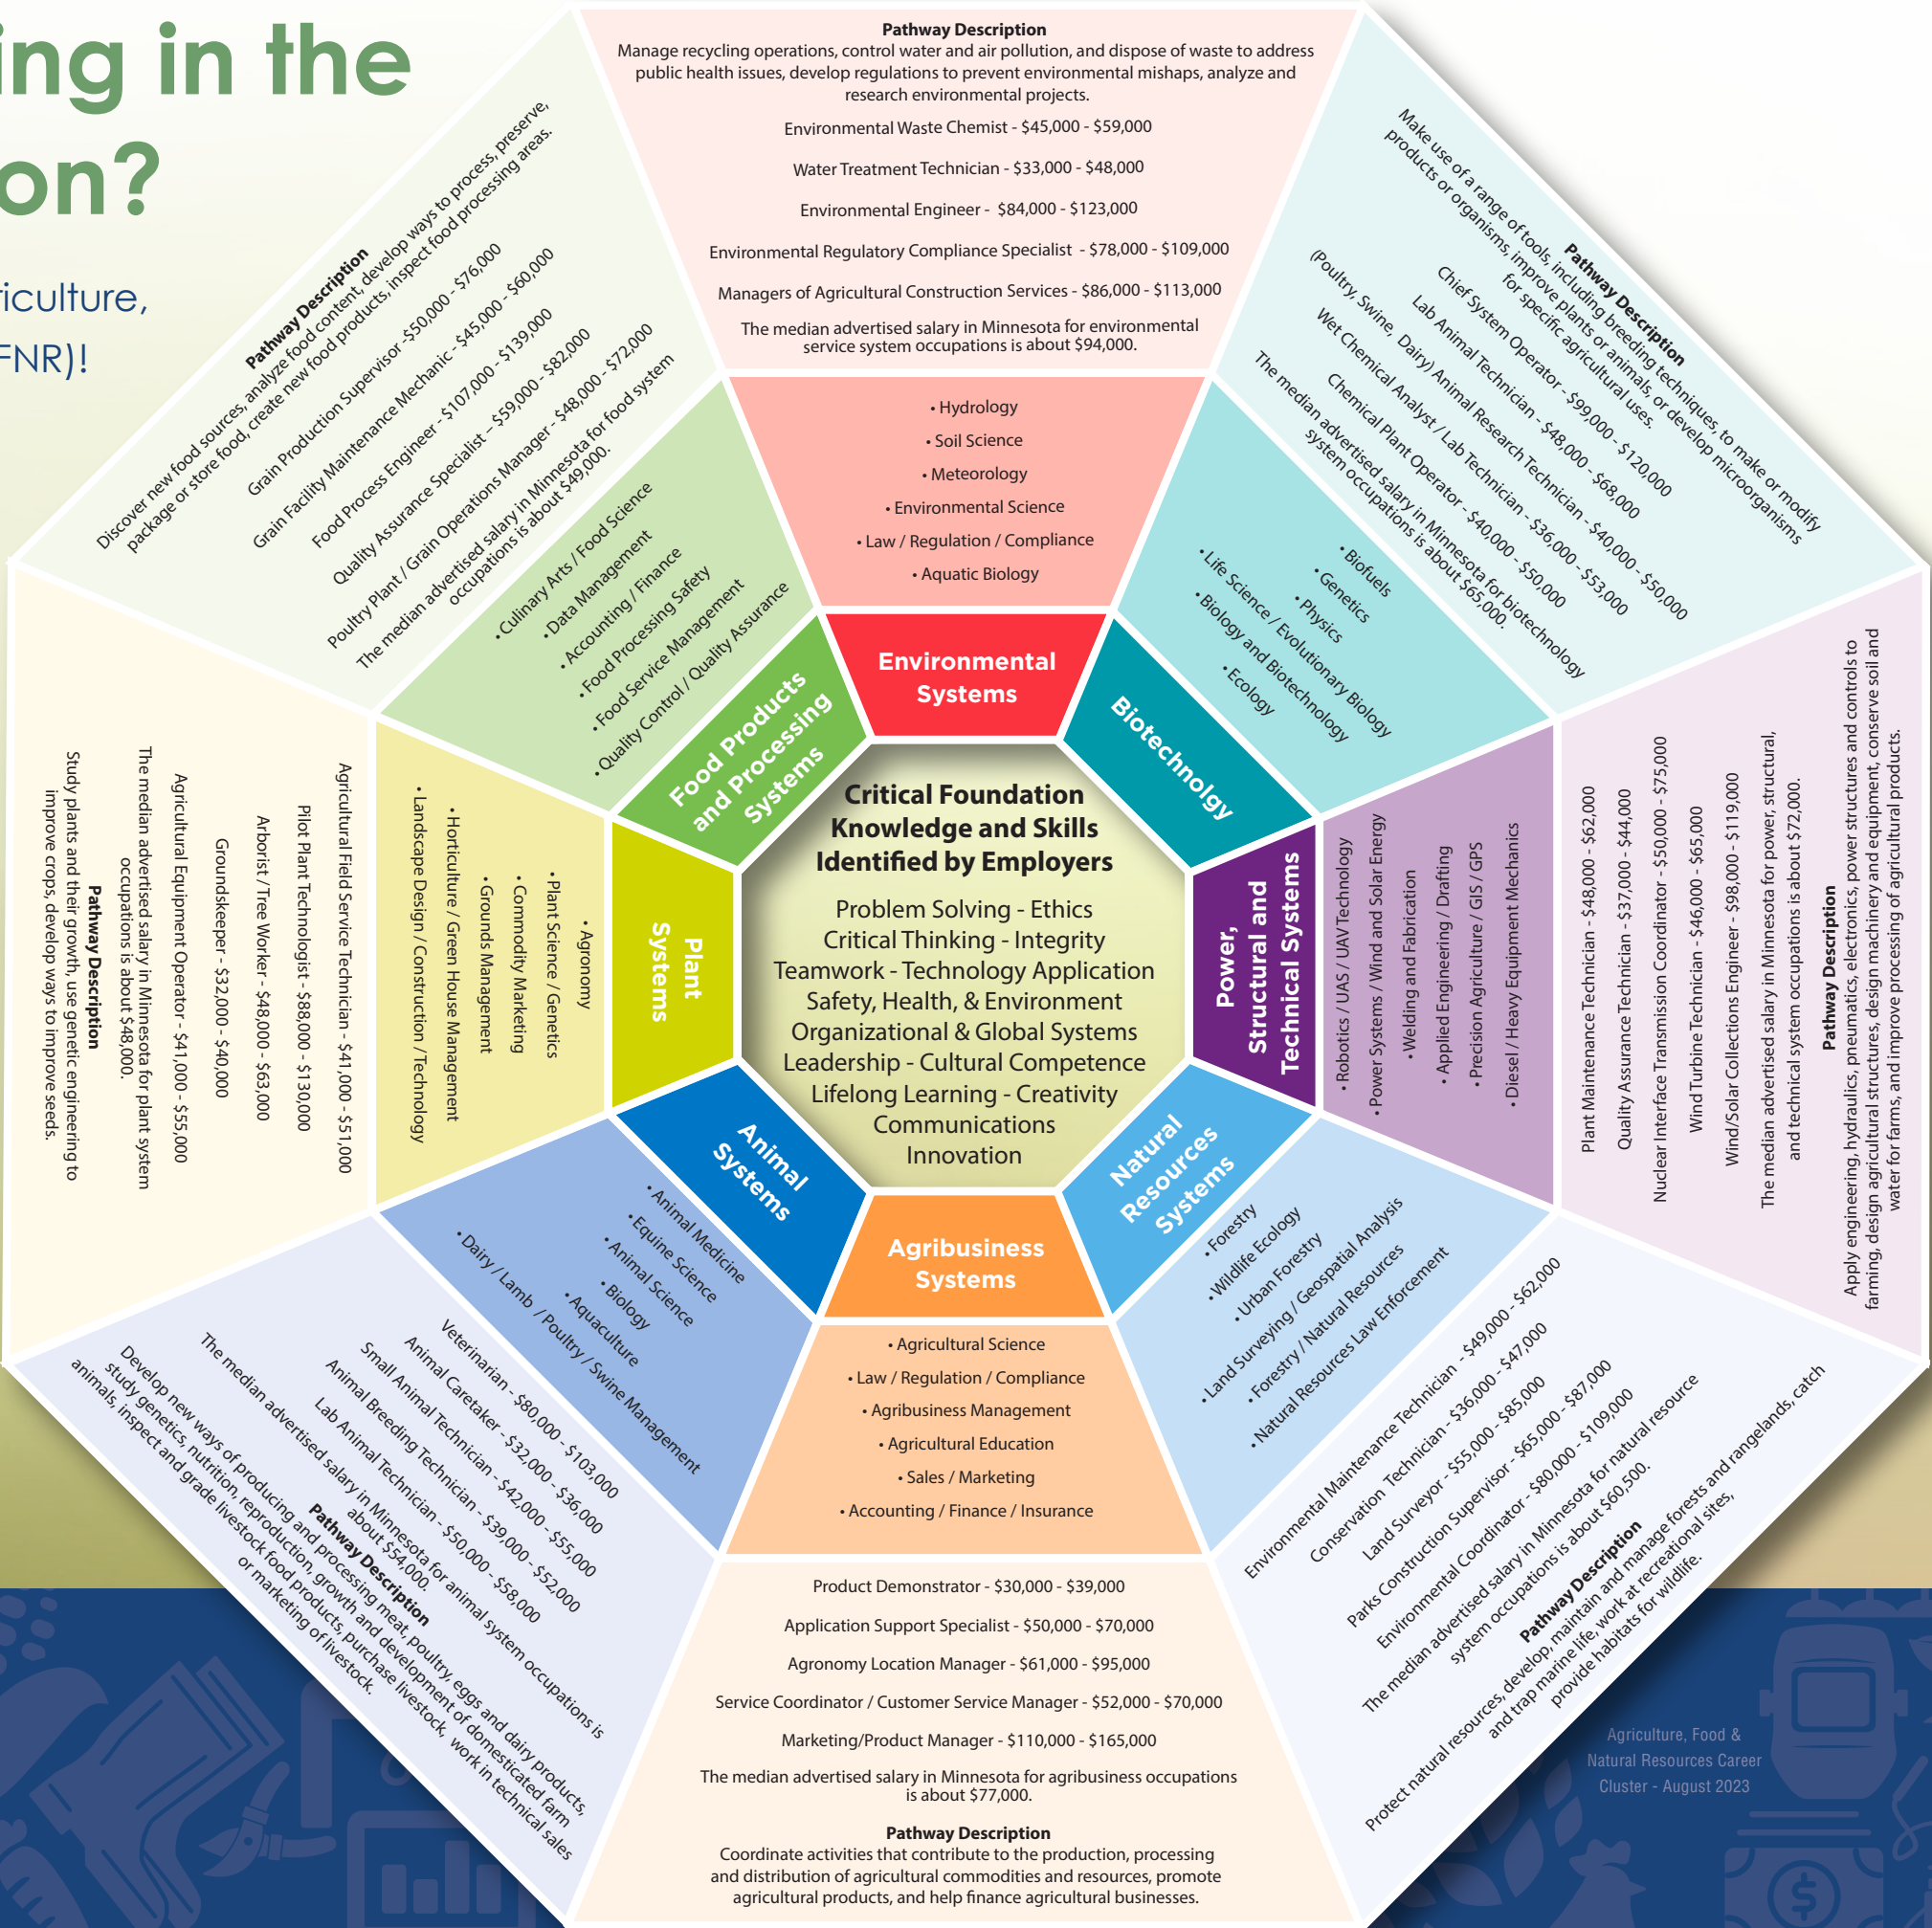 ing in the
on?
riculture,
FNR)!
Pathway Description
Manage recycling operations, control water and air pollution, and dispose of waste to address
public health issues, develop regulations to prevent environmental mishaps, analyze and
research environmental projects.
Environmental Waste Chemist - $45,000 - $59,000
Water Treatment Technician - $33,000 - $48,000
Environmental Engineer - $84,000 - $123,000
Environmental Regulatory Compliance Specialist - $78,000 - $109,000
Managers of Agricultural Construction Services - $86,000 - $113,000
The median advertised salary in Minnesota for environmental
service system occupations is about $94,000.
• Hydrology
• Soil Science
• Meteorology
• Environmental Science
• Law / Regulation / Compliance
• Aquatic Biology
Environmental
Systems
Pathway Description
Make use of a range of tools, including breeding techniques, to make or modify
products or organisms, improve plants or animals, or develop microorganisms
for specific agricultural uses.
Chief System Operator - $99,000 - $120,000
Lab Animal Technician - $48,000 - $68,000
(Poultry, Swine, Dairy) Animal Research Technician - $40,000 - $50,000
Wet Chemical Analyst / Lab Technician - $36,000 - $53,000
Chemical Plant Operator - $40,000 - $50,000
The median advertised salary in Minnesota for biotechnology
system occupations is about $65,000.
• Biofuels
• Genetics
• Physics
• Life Science / Evolutionary Biology
• Biology and Biotechnology
• Ecology
Biotechnolgy
Power,
Structural and
Technical Systems
• Robotics / UAS / UAV Technology
• Power Systems / Wind and Solar Energy
• Welding and Fabrication
• Applied Engineering / Drafting
• Precision Agriculture / GIS / GPS
• Diesel / Heavy Equipment Mechanics
Plant Maintenance Technician - $48,000 - $62,000
Quality Assurance Technician - $37,000 - $44,000
Nuclear Interface Transmission Coordinator - $50,000 - $75,000
Wind Turbine Technician - $46,000 - $65,000
Wind/Solar Collections Engineer - $98,000 - $119,000
The median advertised salary in Minnesota for power, structural,
and technical system occupations is about $72,000.
Pathway Description
Apply engineering, hydraulics, pneumatics, electronics, power structures and controls to
farming, design agricultural structures, design machinery and equipment, conserve soil and
water for farms, and improve processing of agricultural products.
Natural
Resources
Systems
• Forestry
• Wildlife Ecology
• Urban Forestry
• Land Surveying / Geospatial Analysis
• Forestry / Natural Resources
• Natural Resources Law Enforcement
Environmental Maintenance Technician - $49,000 - $62,000
Conservation Technician - $36,000 - $47,000
Land Surveyor - $55,000 - $85,000
Parks Construction Supervisor - $65,000 - $87,000
Environmental Coordinator - $80,000 - $109,000
The median advertised salary in Minnesota for natural resource
system occupations is about $60,500.
Pathway Description
Protect natural resources, develop, maintain and manage forests and rangelands, catch
and trap marine life, work at recreational sites,
provide habitats for wildlife.
Agribusiness
Systems
• Agricultural Science
• Law / Regulation / Compliance
• Agribusiness Management
• Agricultural Education
• Sales / Marketing
• Accounting / Finance / Insurance
Product Demonstrator - $30,000 - $39,000
Application Support Specialist - $50,000 - $70,000
Agronomy Location Manager - $61,000 - $95,000
Service Coordinator / Customer Service Manager - $52,000 - $70,000
Marketing/Product Manager - $110,000 - $165,000
The median advertised salary in Minnesota for agribusiness occupations
is about $77,000.
Pathway Description
Coordinate activities that contribute to the production, processing
and distribution of agricultural commodities and resources, promote
agricultural products, and help finance agricultural businesses.
Animal
Systems
• Animal Medicine
• Equine Science
• Animal Science
• Biology
• Aquaculture
• Dairy / Lamb / Poultry / Swine Management
Veterinarian - $80,000 - $103,000
Animal Caretaker - $32,000 - $36,000
Small Animal Technician - $42,000 - $55,000
Animal Breeding Technician - $39,000 - $52,000
Lab Animal Technician - $50,000 - $58,000
The median advertised salary in Minnesota for animal system occupations is
about $54,000.
Pathway Description
Develop new ways of producing and processing meat, poultry, eggs and dairy products,
study genetics, nutrition, reproduction, growth and development of domesticated farm
animals, inspect and grade livestock food products, purchase livestock, work in technical sales
or marketing of livestock.
Plant
Systems
• Agronomy
• Plant Science / Genetics
• Commodity Marketing
• Grounds Management
• Horticulture / Green House Management
• Landscape Design / Construction /Technology
Agricultural Field Service Technician - $41,000 - $51,000
Pilot Plant Technologist - $88,000 - $130,000
Arborist / Tree Worker - $48,000 - $63,000
Groundskeeper - $32,000 - $40,000
Agricultural Equipment Operator - $41,000 - $55,000
The median advertised salary in Minnesota for plant system
occupations is about $48,000.
Pathway Description
Study plants and their growth, use genetic engineering to
improve crops, develop ways to improve seeds.
Pathway Description
Discover new food sources, analyze food content, develop ways to process, preserve,
package or store food, create new food products, inspect food processing areas.
Grain Production Supervisor -$50,000 - $76,000
Grain Facility Maintenance Mechanic - $45,000 - $60,000
Food Process Engineer - $107,000 - $139,000
Quality Assurance Specialist – $59,000 - $82,000
Poultry Plant / Grain Operations Manager - $48,000 - $72,000
The median advertised salary in Minnesota for food system
occupations is about $49,000.
• Culinary Arts / Food Science
• Data Management
• Accounting / Finance
• Food Processing Safety
• Food Service Management
• Quality Control / Quality Assurance
Food Products
and Processing
Systems
Critical Foundation
Knowledge and Skills
Identified by Employers
Problem Solving - Ethics
Critical Thinking - Integrity
Teamwork - Technology Application
Safety, Health, & Environment
Organizational & Global Systems
Leadership - Cultural Competence
Lifelong Learning - Creativity
Communications
Innovation
Agriculture, Food &
Natural Resources Career
Cluster - August 2023
$